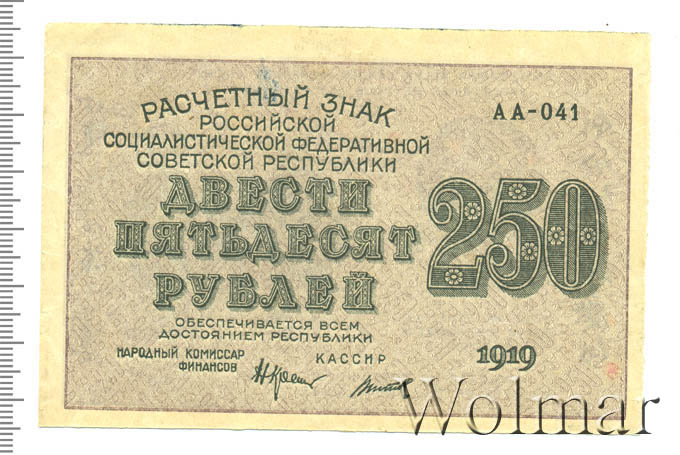 РАСЧЕТНЫЙ ЗНАК
РОССИЙСКОЙ
СОЦИАЛИСТИЧЕСКОЙ ФЕДЕРАТИВНОЙ
СОВЕТСКОЙ РЕСПУБЛИКИ
АА-041
ДВЕСТИ
ПЯТЬДЕСЯТ
РУБЛЕЙ
250
ОБЕСПЕЧИВАЕТСЯ ВСЕМ
ДОСТОЯНИЕМ РЕСПУБЛИКИ
НАРОДНЫЙ КОМИССАР
ФИНАНСОВ
КАССИР
1919
Wolmar